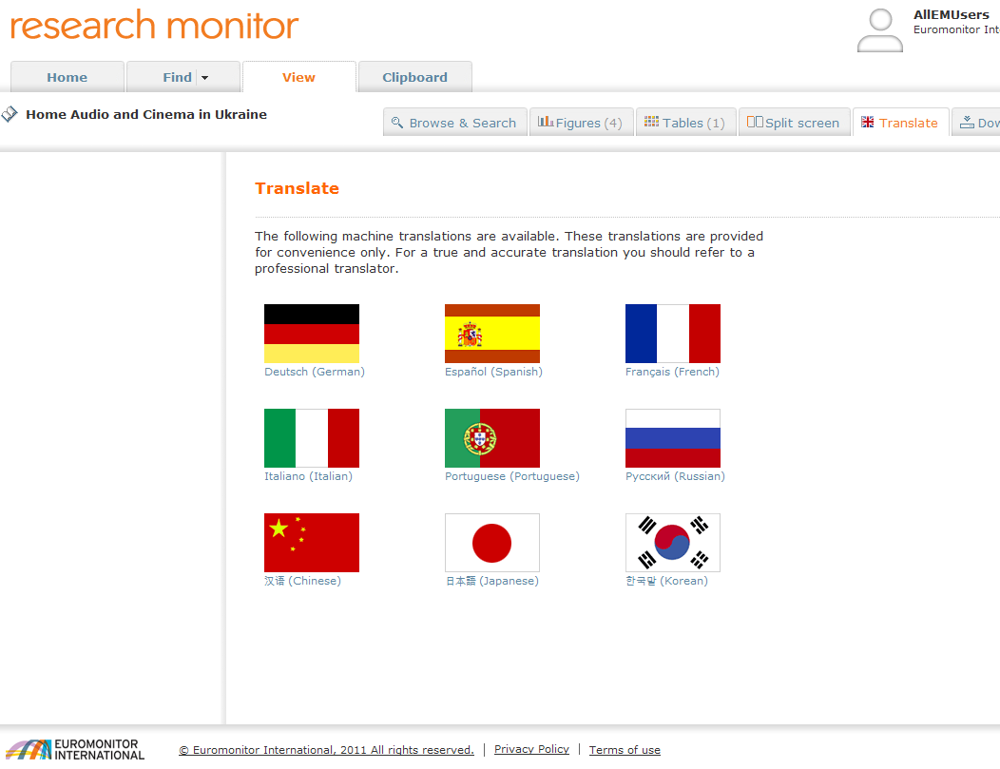 research monitor
AllEMUsers
Euromonitor Int
Home
Find
View
Clipboard
Home Audio and Cinema in Ukraine
Browse & Search
Figures (4)
Tables (1)
Split screen
Translate
Dow
Translate
The following machine translations are available. These translations are provided
for convenience only. For a true and accurate translation you should refer to a
professional translator.
Deutsch (German)
Español (Spanish)
Français (French)
Italiano (Italian)
Portuguese (Portuguese)
Русский (Russian)
汉语 (Chinese)
日本語 (Japanese)
한국말 (Korean)
EUROMONITOR
INTERNATIONAL
© Euromonitor International, 2011 All rights reserved.
Privacy Policy
Terms of use